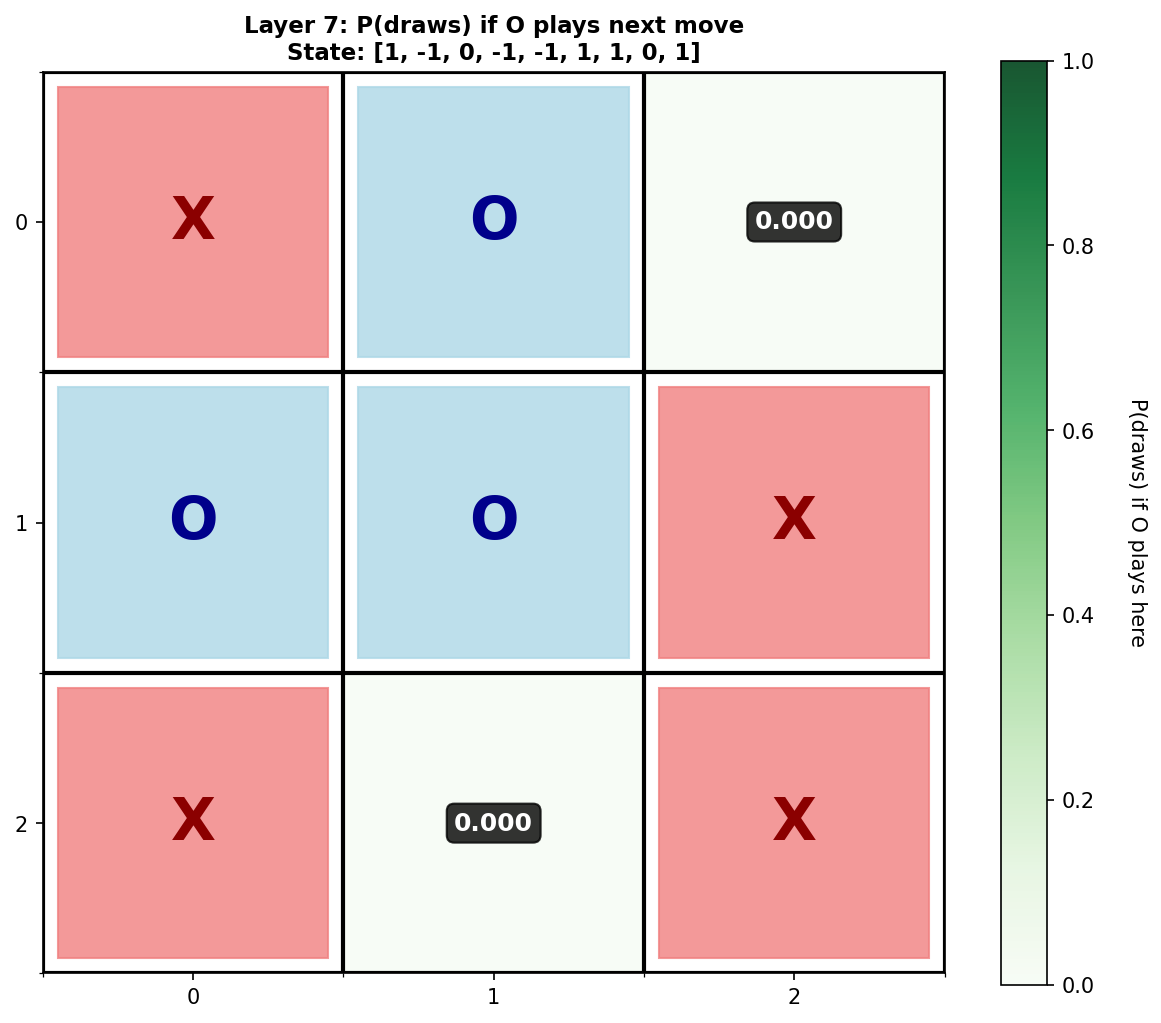 Layer 7: P(draws) if O plays next move
State: [1, -1, 0, -1, -1, 1, 1, 0, 1]
X
O
0.000
O
O
X
X
0.000
X
0
1
2
0
1
2
1.0
0.8
0.6
0.4
0.2
0.0
P(draws) if O plays here